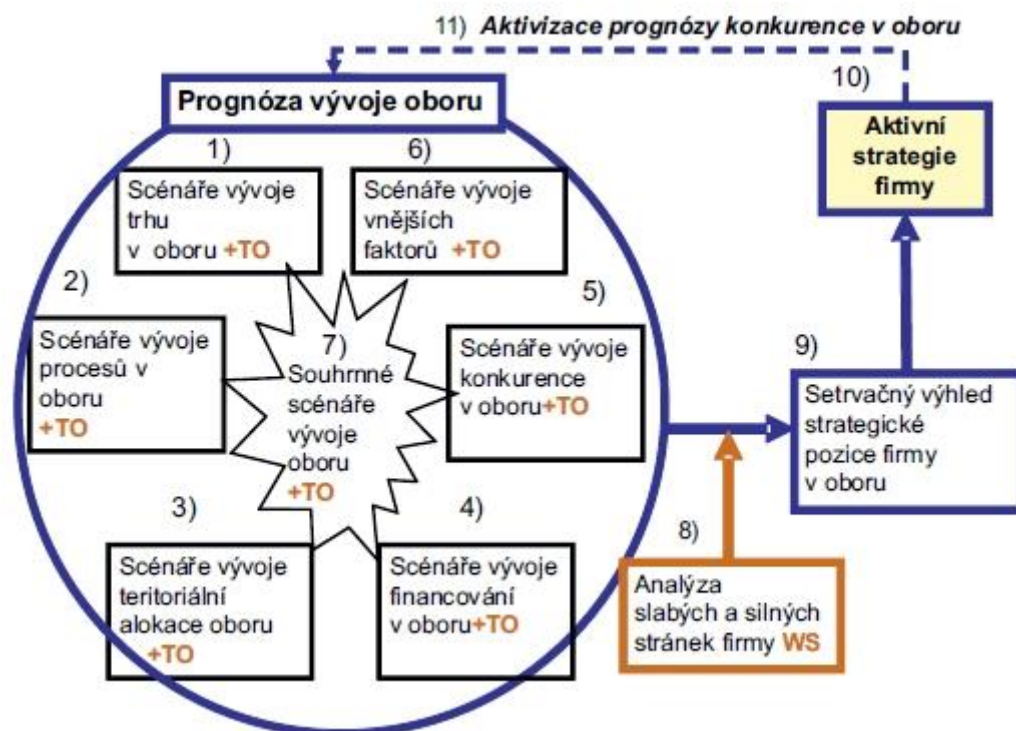 11) Aktivizace prognózy konkurence v oboru
10)
Prognóza vývoje oboru
Aktivní
strategie
firmy
1)
Scénáře vývoje
trhu
v oboru +TO
6)
Scénáře vývoje
vnějších
faktorů +TO
2)
Scénáře vývoje
procesů v
oboru
+TO
7)
Souhrnné
scénáře
vývoje
oboru
+TO
5)
Scénáře vývoje
konkurence
v oboru+TO
9)
Setrvačný výhled
strategické
pozice firmy
v oboru
3)
Scénáře vývoje
teritoriální
alokace oboru
+TO
4)
Scénáře vývoje
financování
v oboru+TO
8)
Analýza
slabých a silných
stránek firmy WS